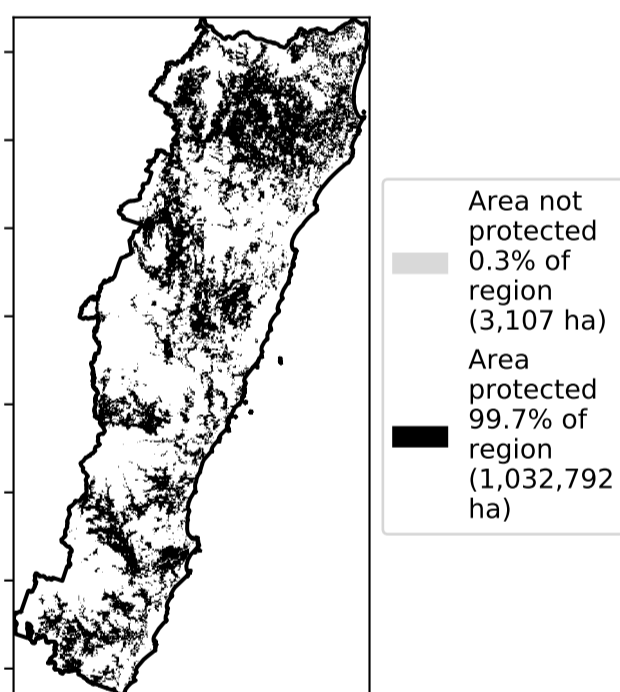 Area not
protected
0.3% of
region
(3,107 ha)
Area
protected
99.7% of
region
(1,032,792
ha)